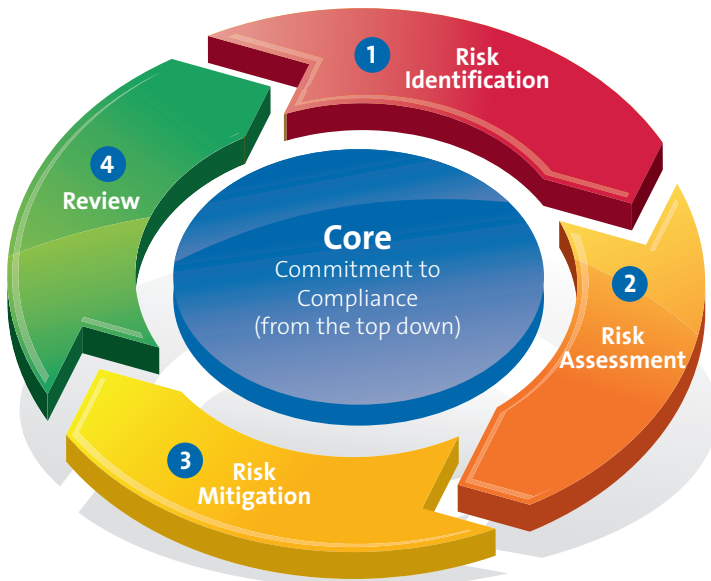 1
Risk
Identification
2
Risk
Assessment
3
Risk
Mitigation
4
Review
Core
Commitment to
Compliance
(from the top down)